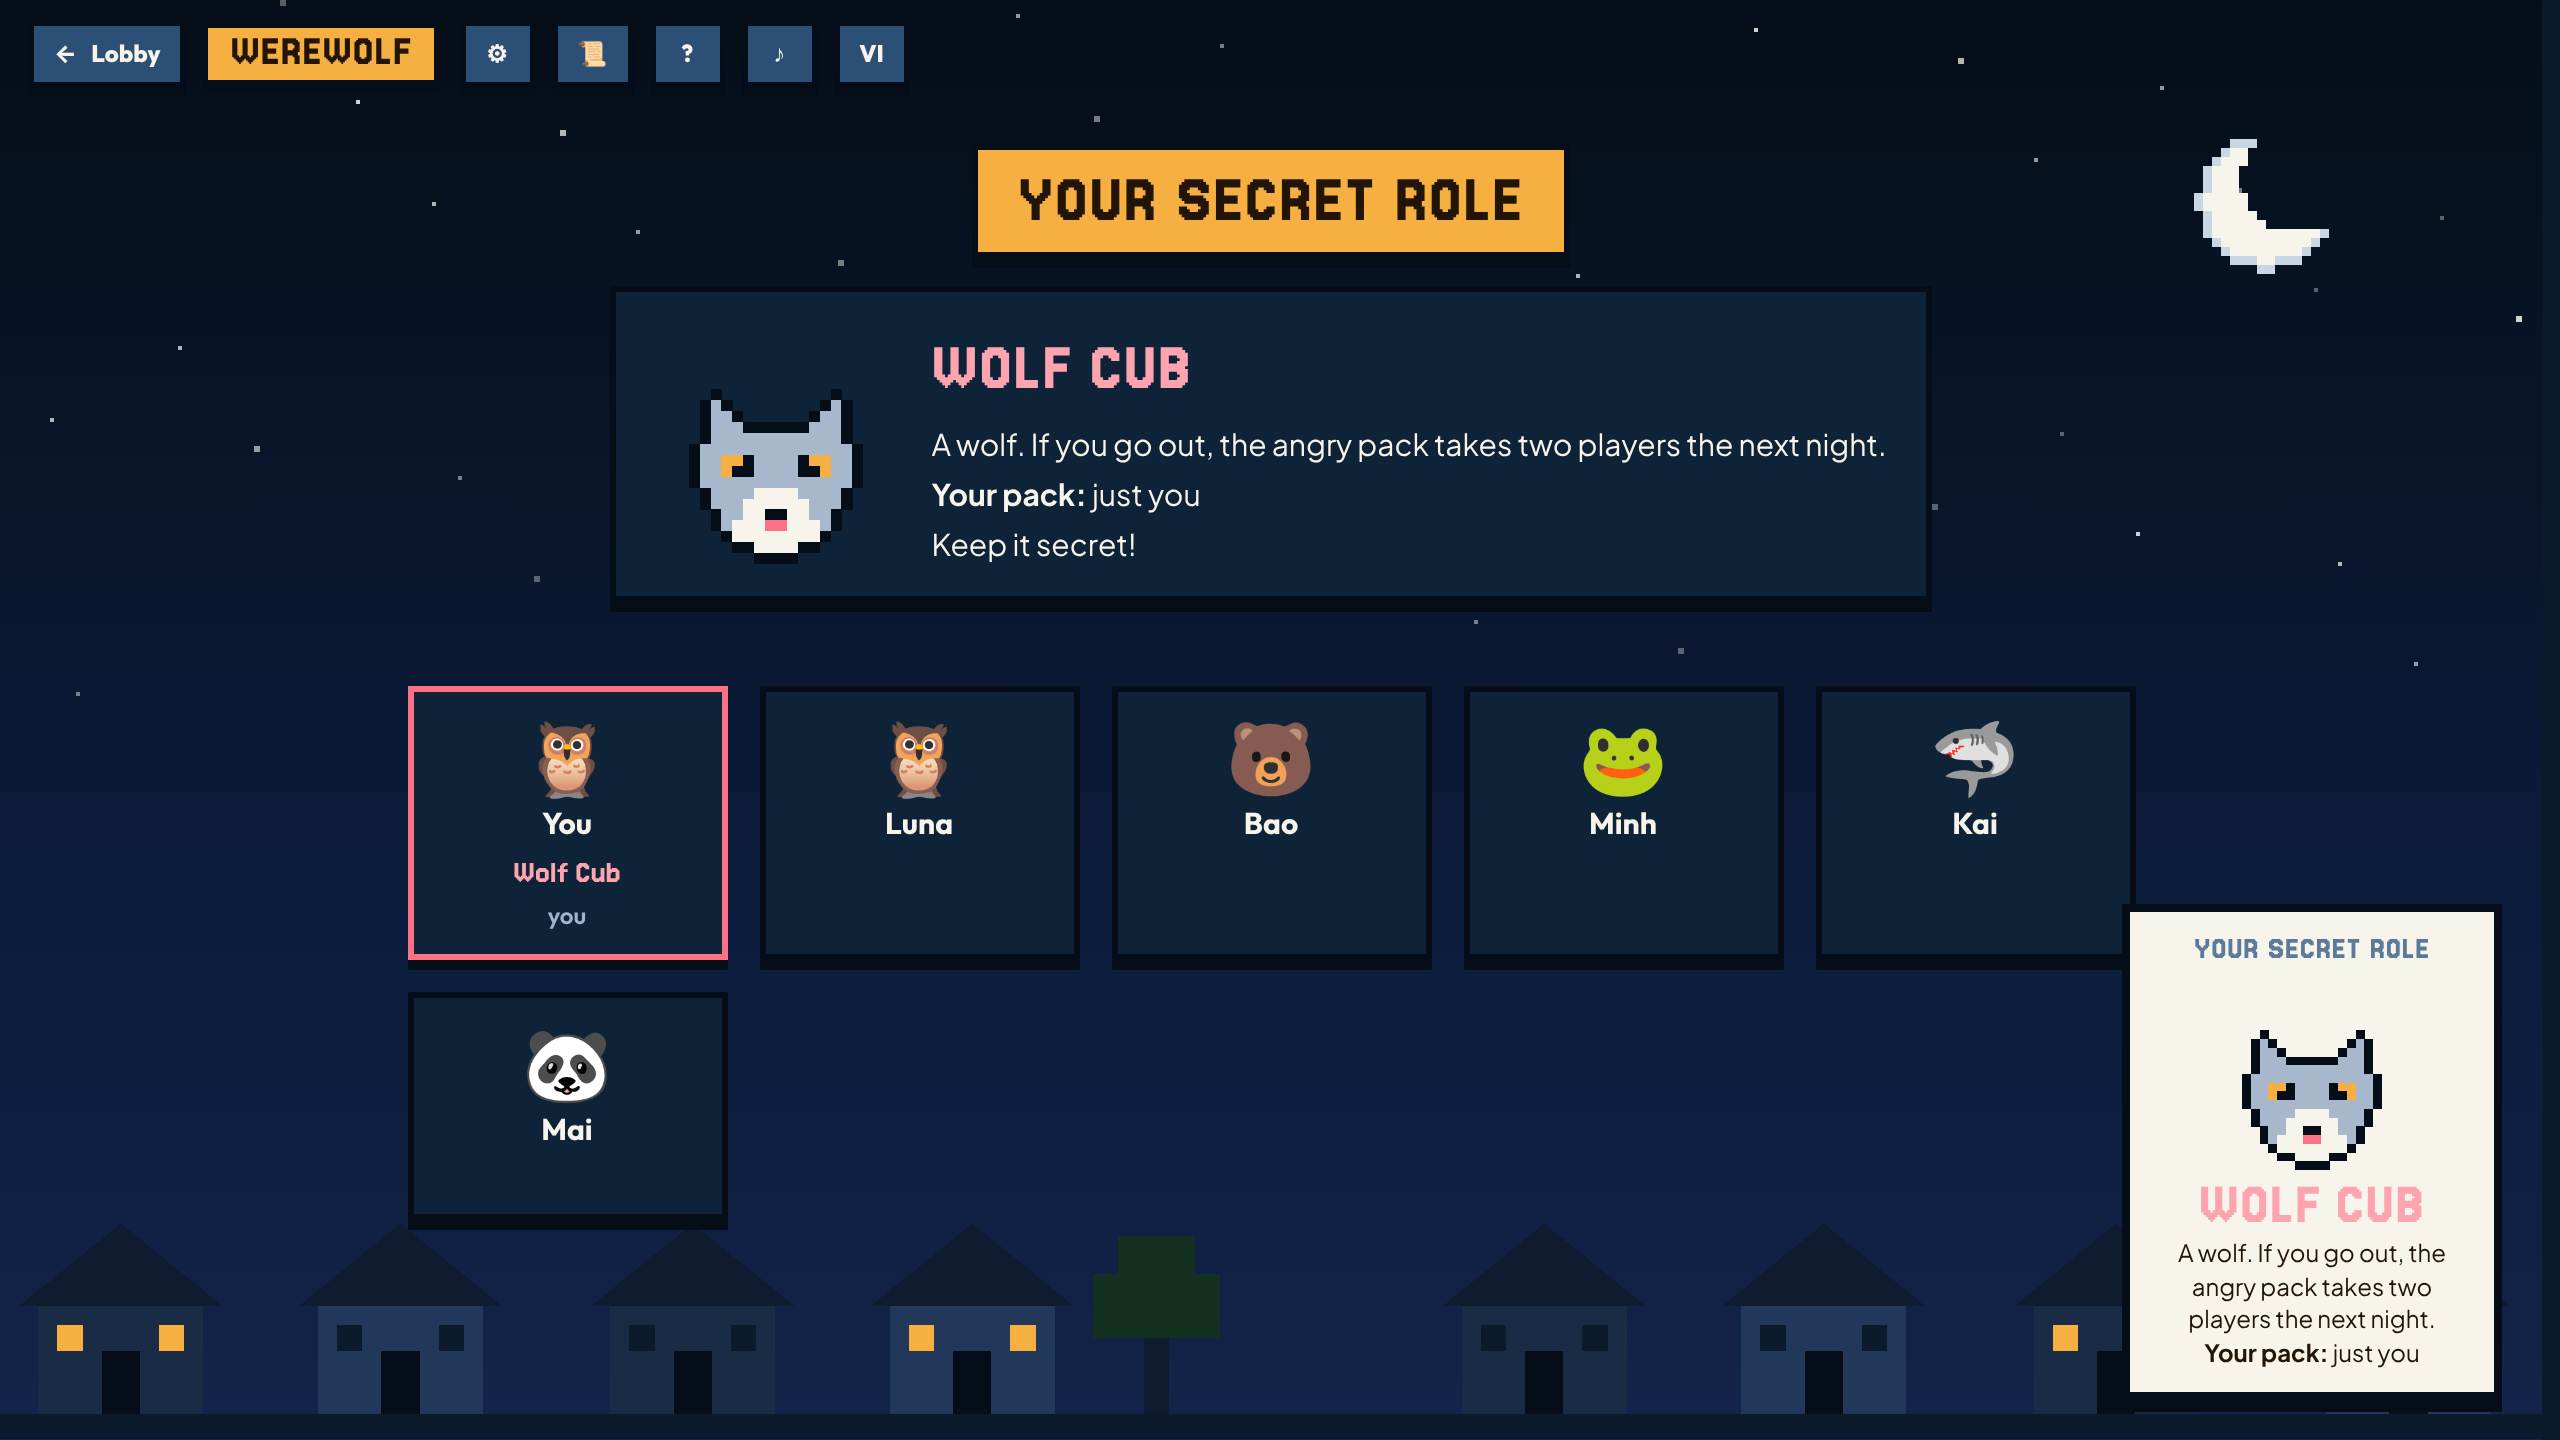 ← Lobby
WEREWOLF
?
♪
VI
YOUR SECRET ROLE
WOLF CUB
A wolf. If you go out, the angry pack takes two players the next night.
Your pack: just you
Keep it secret!
You
Wolf Cub
you
Luna
Bao
Minh
Kai
Mai
YOUR SECRET ROLE
WOLF CUB
A wolf. If you go out, the
angry pack takes two
players the next night.
Your pack: just you